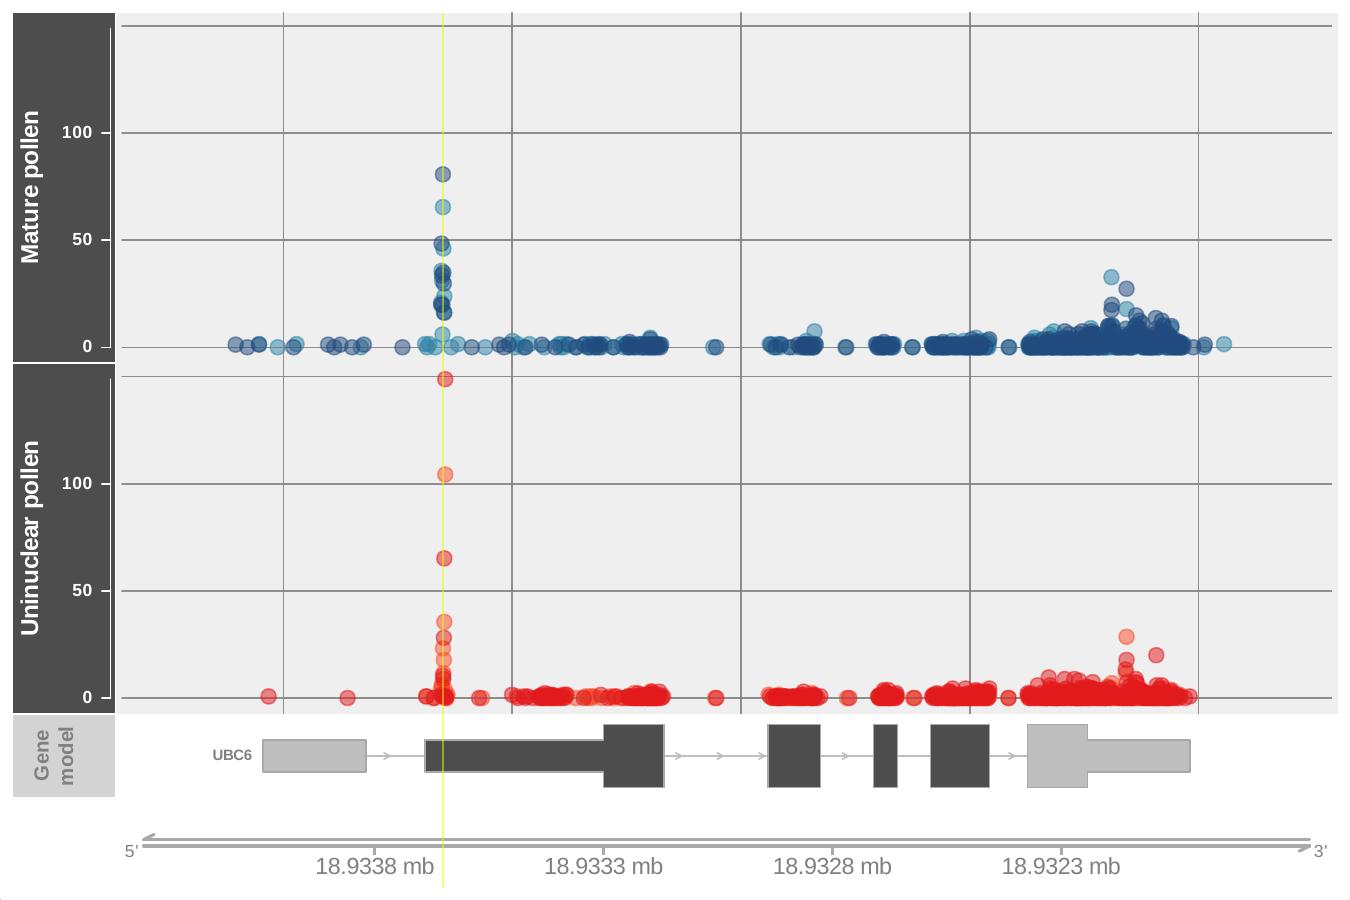 Mature pollen
100
50
0
Uninuclear pollen
100
50
0
Gene
model
UBC6
5'
3'
18.9338 mb
18.9333 mb
18.9328 mb
18.9323 mb